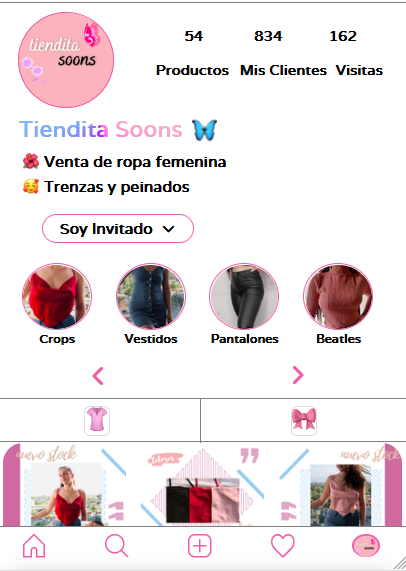 tiendita
soons
54 834 162
Productos Mis Clientes Visitas
Tiendita Soons 🦋
🌺 Venta de ropa femenina
🥰 Trenzas y peinados
Soy Invitado
Crops Vestidos Pantalones Beatles
nuevo stock Colores nuevo stock